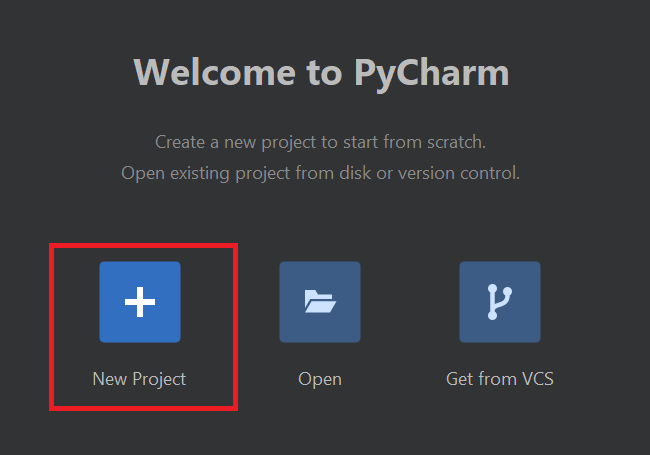 Welcome to PyCharm
Create a new project to start from scratch.
Open existing project from disk or version control.
New Project
Open
Get from VCS